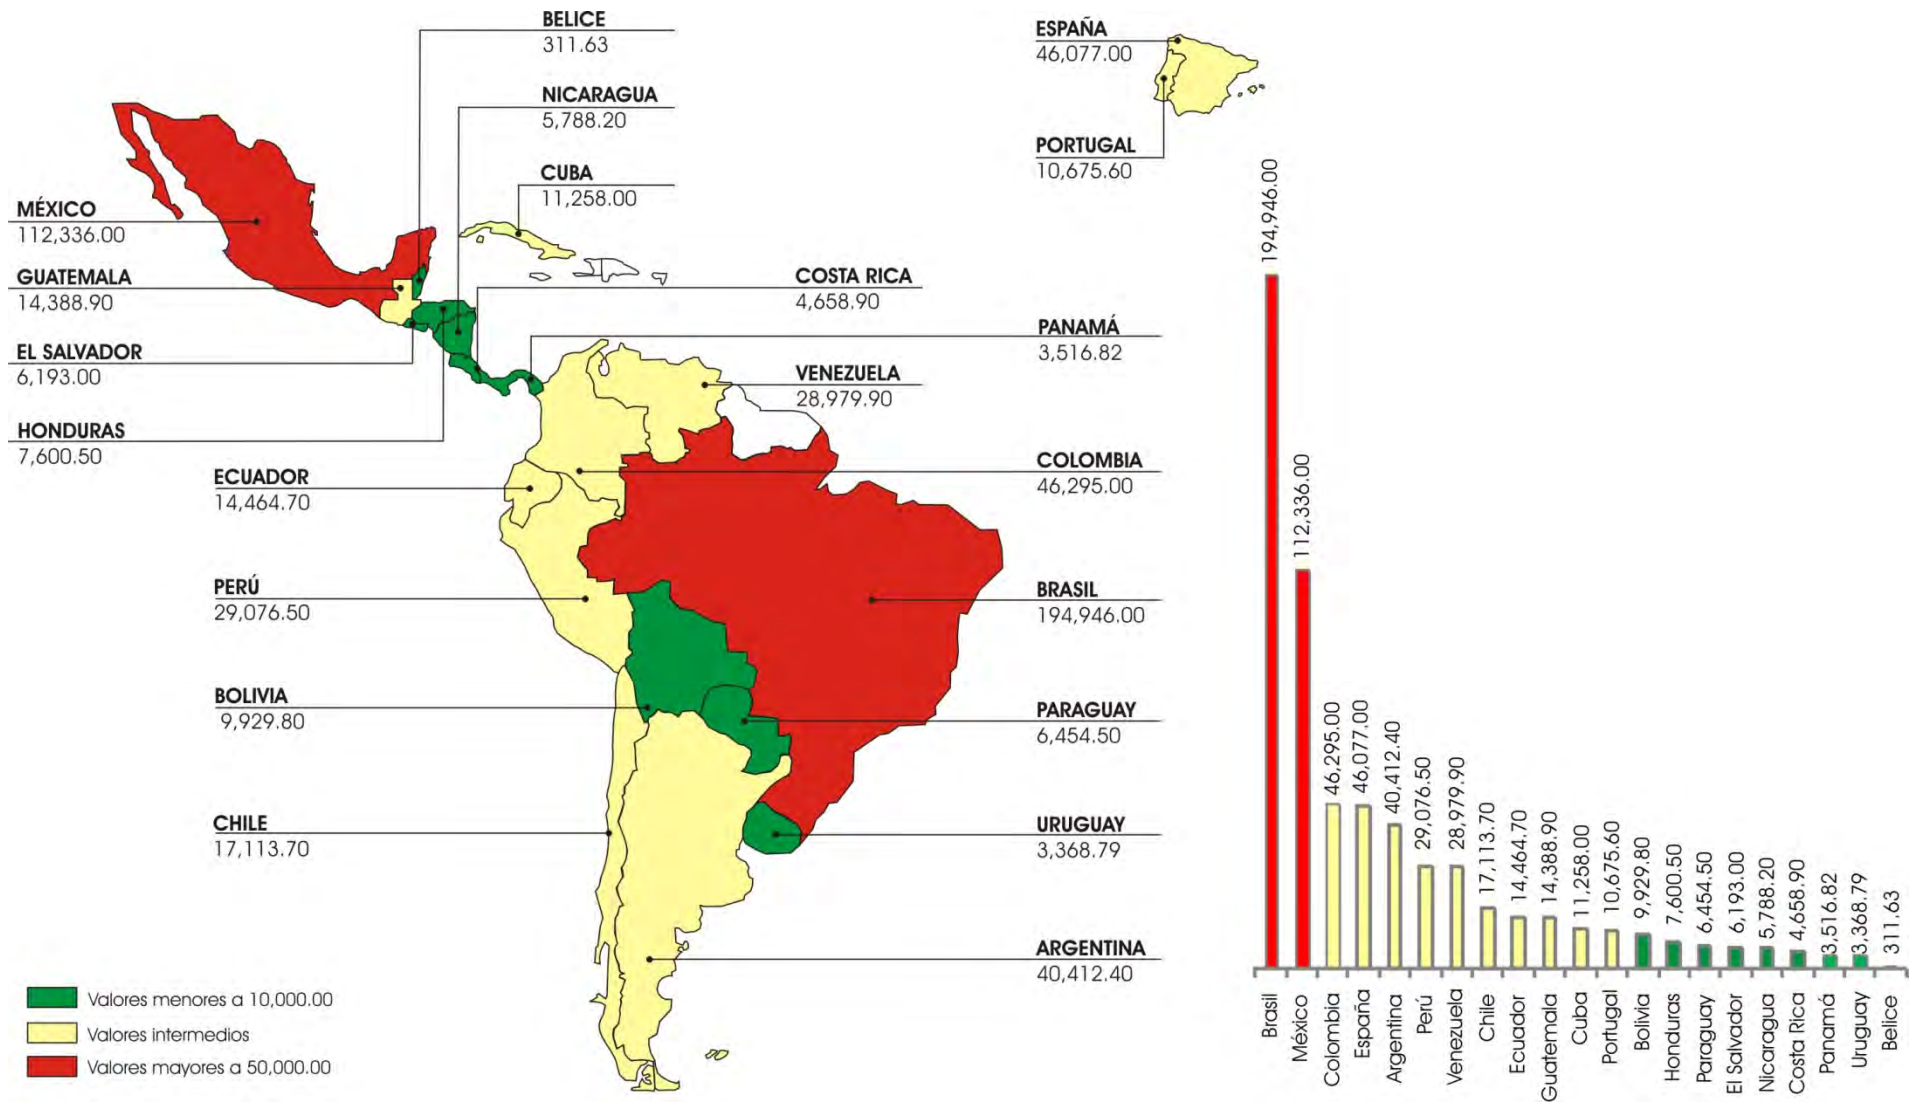 BELICE
311.63
NICARAGUA
5,788.20
CUBA
11,258.00
MÉXICO
112,336.00
GUATEMALA
14,388.90
EL SALVADOR
6,193.00
HONDURAS
7,600.50
COSTA RICA
4,658.90
PANAMÁ
3,516.82
VENEZUELA
28,979.90
COLOMBIA
46,295.00
ECUADOR
14,464.70
PERÚ
29,076.50
BRASIL
194,946.00
BOLIVIA
9,929.80
PARAGUAY
6,454.50
CHILE
17,113.70
URUGUAY
3,368.79
ARGENTINA
40,412.40
ESPAÑA
46,077.00
PORTUGAL
10,675.60
Valores menores a 10,000.00
Valores intermedios
Valores mayores a 50,000.00
194,946.00
112,336.00
46,295.00
46,077.00
40,412.40
29,076.50
28,979.90
17,113.70
14,464.70
14,388.90
11,258.00
10,675.60
9,929.80
7,600.50
6,454.50
6,193.00
5,788.20
4,658.90
3,516.82
3,368.79
311.63
Brasil
México
Colombia
España
Argentina
Perú
Venezuela
Chile
Ecuador
Guatemala
Cuba
Portugal
Bolivia
Honduras
Paraguay
El Salvador
Nicaragua
Costa Rica
Panamá
Uruguay
Belice